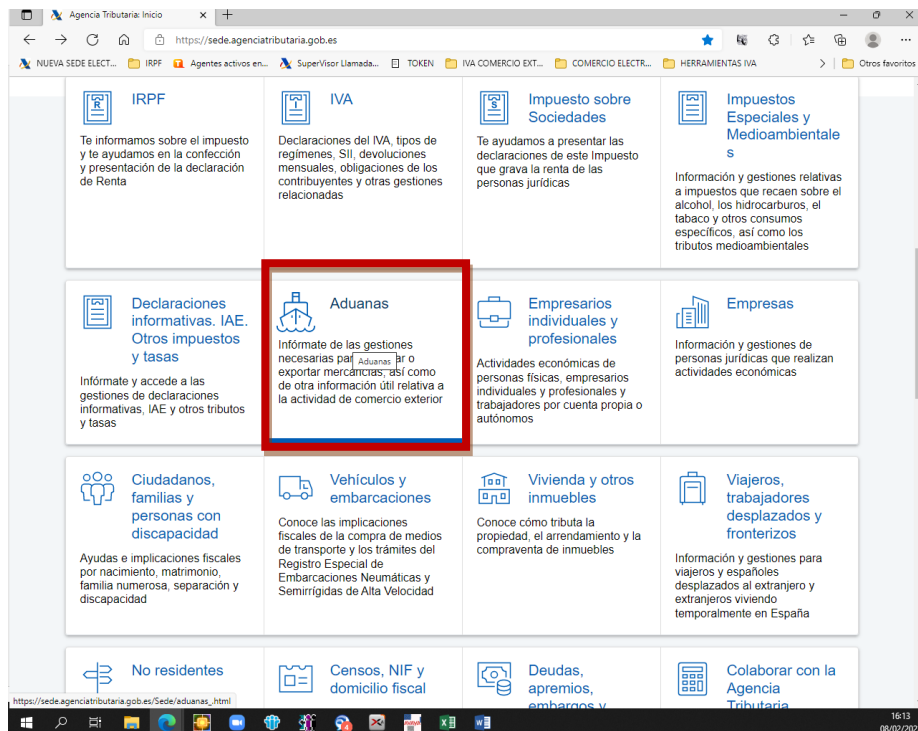 Agencia Tributaria: Inicio
https://sede.agenciatributaria.gob.es
NUEVA SEDE ELECT...
IRPF
Agentes activos en...
SuperVisor Llamada...
TOKEN
IVA COMERCIO EXT...
COMERCIO ELECTR...
HERRAMIENTAS IVA
Otros favoritos
IRPF
Te informamos sobre el impuesto
y te ayudamos en la confección
y presentación de la declaración
de Renta
IVA
Declaraciones del IVA, tipos de
regímenes, SII, devoluciones
mensuales, obligaciones de los
contribuyentes y otras gestiones
relacionadas
Impuesto sobre
Sociedades
Te ayudamos a presentar las
declaraciones de este Impuesto
que grava la renta de las
personas jurídicas
Impuestos
Especiales y
Medioambientale
s
Información y gestiones relativas
a impuestos que recaen sobre el
alcohol, los hidrocarburos, el
tabaco y otros consumos
específicos, así como los
tributos medioambientales
Declaraciones
informativas. IAE.
Otros impuestos
y tasas
Infórmate y accede a las
gestiones de declaraciones
informativas, IAE y otros tributos
y tasas
Aduanas
Infórmate de las gestiones
necesarias o
Aduanas
exportar mercancías, así como
de otra información útil relativa a
la actividad de comercio exterior
Empresarios
individuales y
profesionales
Actividades económicas de
personas físicas, empresarios
individuales y profesionales y
trabajadores por cuenta propia o
autónomos
Empresas
Información y gestiones de
personas jurídicas que realizan
actividades económicas
Ciudadanos,
familias y
personas con
discapacidad
Ayudas e implicaciones fiscales
por nacimiento, matrimonio,
familia numerosa, separación y
discapacidad
Vehículos y
embarcaciones
Conoce las implicaciones
fiscales de la compra de medios
de transporte y los trámites del
Registro Especial de
Embarcaciones Neumáticas y
Semirrígidas de Alta Velocidad
Vivienda y otros
inmuebles
Conoce cómo tributa la
propiedad, el arrendamiento y la
compraventa de inmuebles
Viajeros,
trabajadores
desplazados y
fronterizos
Información y gestiones para
viajeros y españoles
desplazados al extranjero y
extranjeros viviendo
temporalmente en España
No residentes
Censos, NIF y
domicilio fiscal
Deudas,
apremios,
embargos y
Colaborar con la
Agencia
Tributaria
https://sede.agenciatributaria.gob.es/Sede/aduanas_.html
16:13
08/02/202